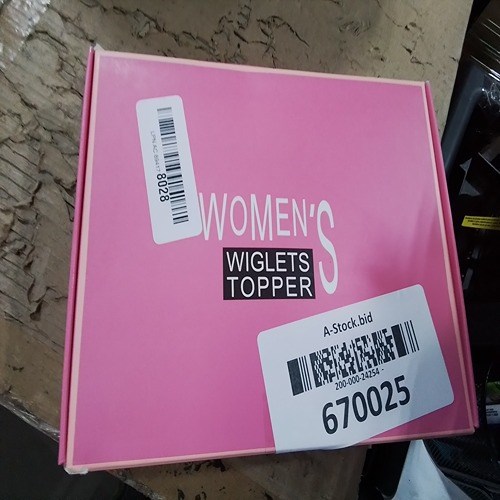 8028
WOMEN'S
WIGLETS
TOPPER
A-Stock.bid
200-000-24254 -
670025